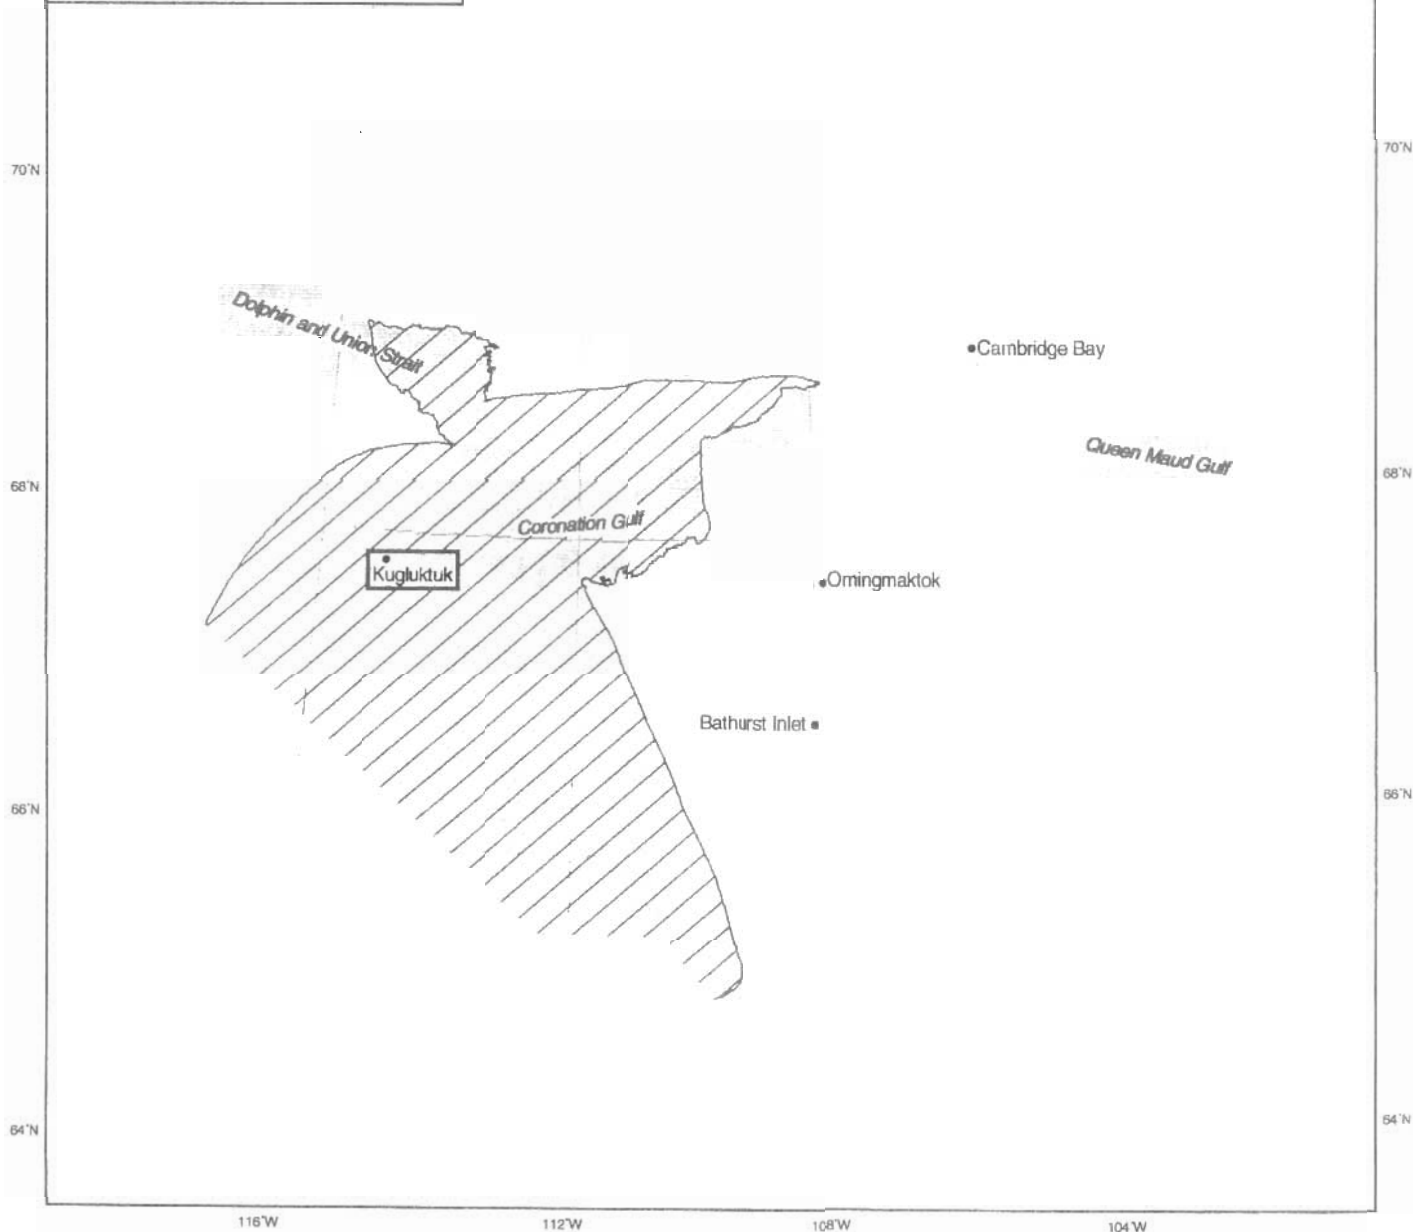 70°N
70°N
Dolphin and Union Strait
Cambridge Bay
Queen Maud Gulf
68°N
68°N
Coronation Gulf
Kugluktuk
Omingmaktok
Bathurst Inlet
66°N
66°N
64°N
64°N
116°W
112°W
108°W
104°W